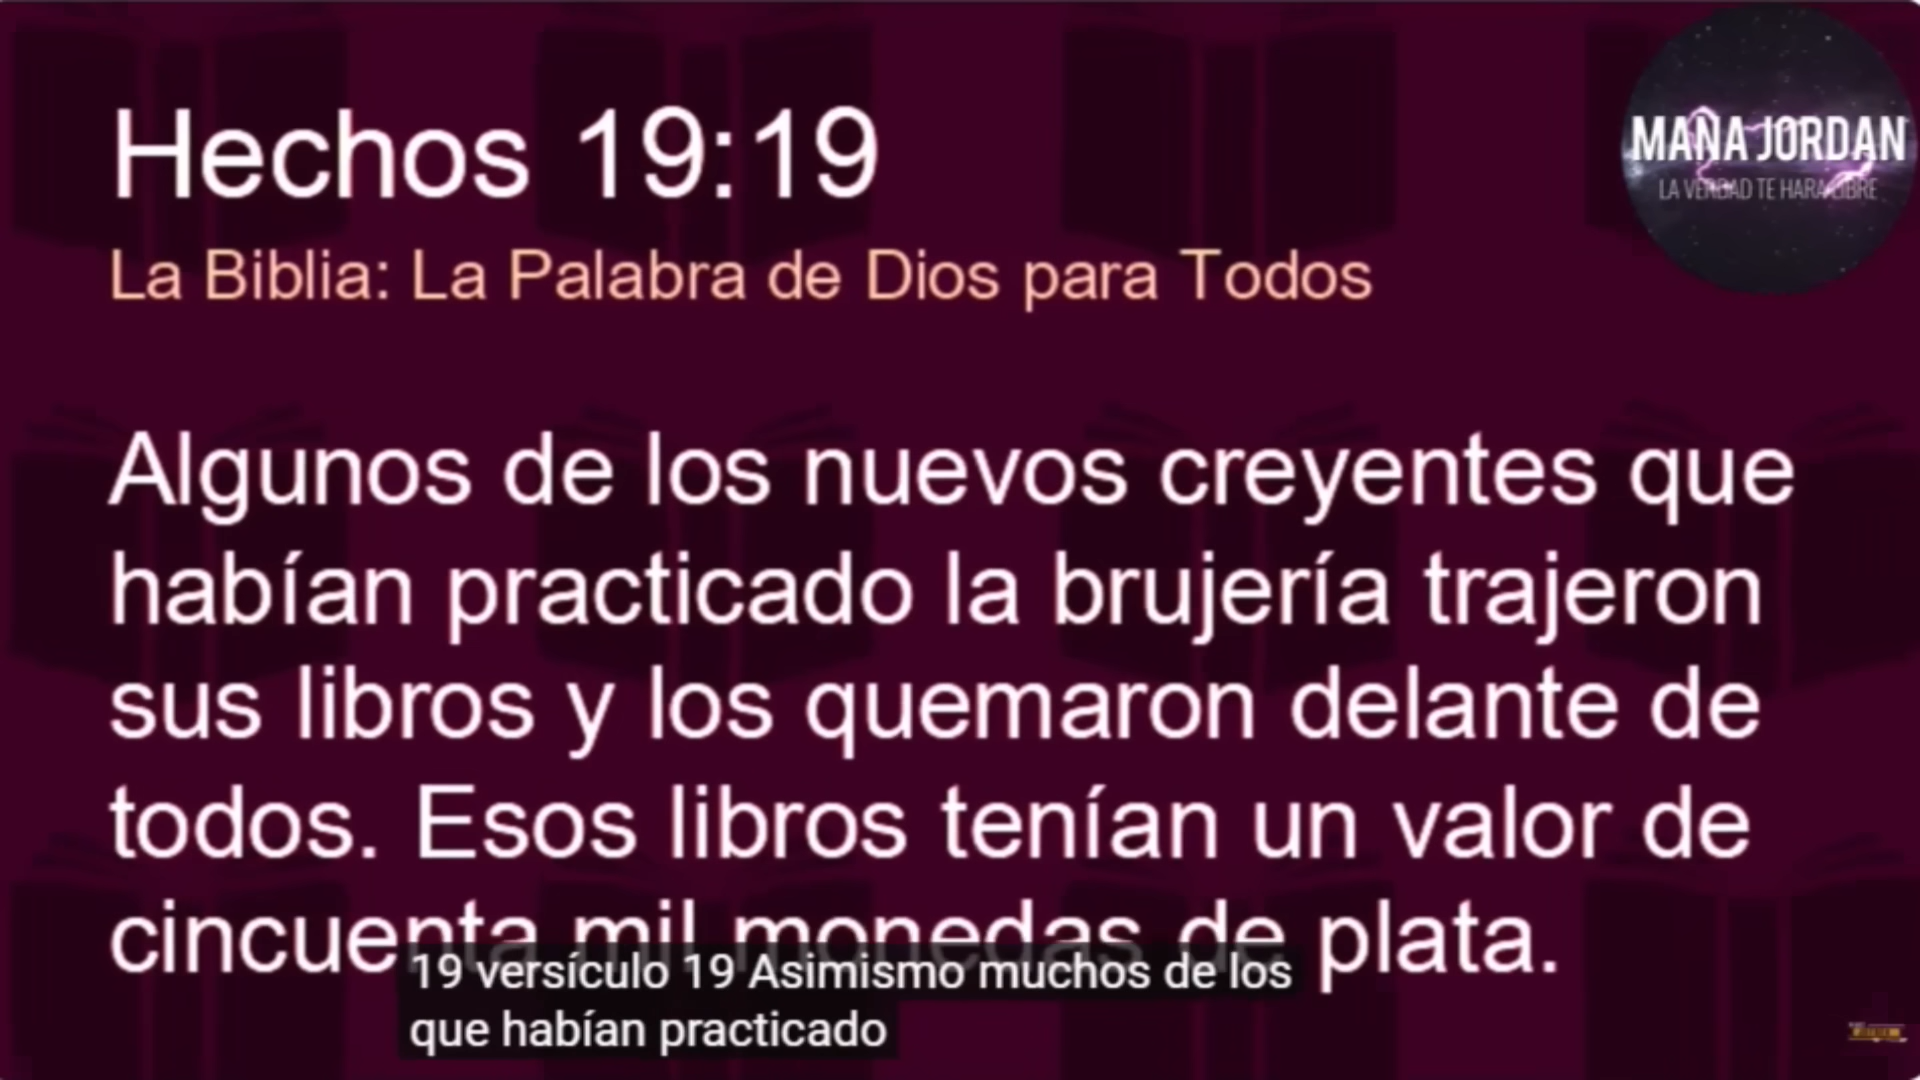 Hechos 19:19
MANA JORDAN
LA VERDAD TE HARA LIBRE
La Biblia: La Palabra de Dios para Todos
Algunos de los nuevos creyentes que
habían practicado la brujería trajeron
sus libros y los quemaron delante de
todos. Esos libros tenían un valor de
cincuenta mil monedas de plata.
19 versículo 19 Asimismo muchos de los
que habían practicado